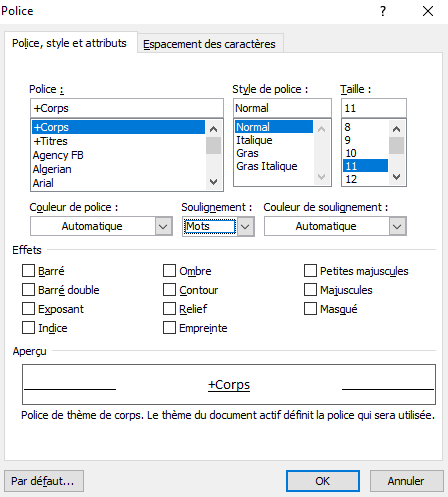 Police
Police, style et attributs
Espacement des caractères
Police :
Style de police :
Taille :
+Corps
Normal
11
+Corps
+Titres
Agency FB
Algerian
Arial
Normal
Italique
Gras
Gras Italique
8
9
10
11
12
Couleur de police :
Soulignement :
Couleur de soulignement :
Automatique
Mots
Automatique
Effets
Barré
Ombre
Petites majuscules
Barré double
Contour
Majuscules
Exposant
Relief
Masqué
Indice
Empreinte
Aperçu
+Corps
Police de thème de corps. Le thème du document actif définit la police qui sera utilisée.
Par défaut...
OK
Annuler